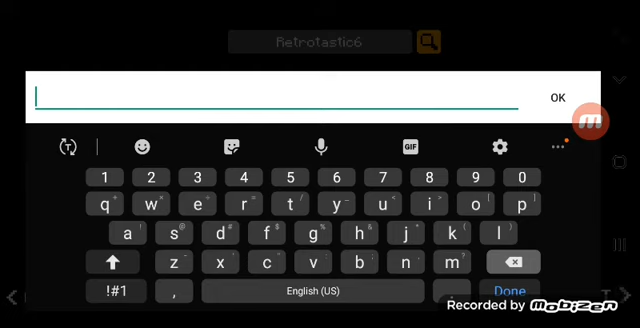 Retrotastic6
OK
GIF
1 2 3 4 5 6 7 8 9 0
q w e r t y u i o p
a s d f g h j k l
z x c v b n m
!#1 , English (US) . Done
Recorded by mobizen